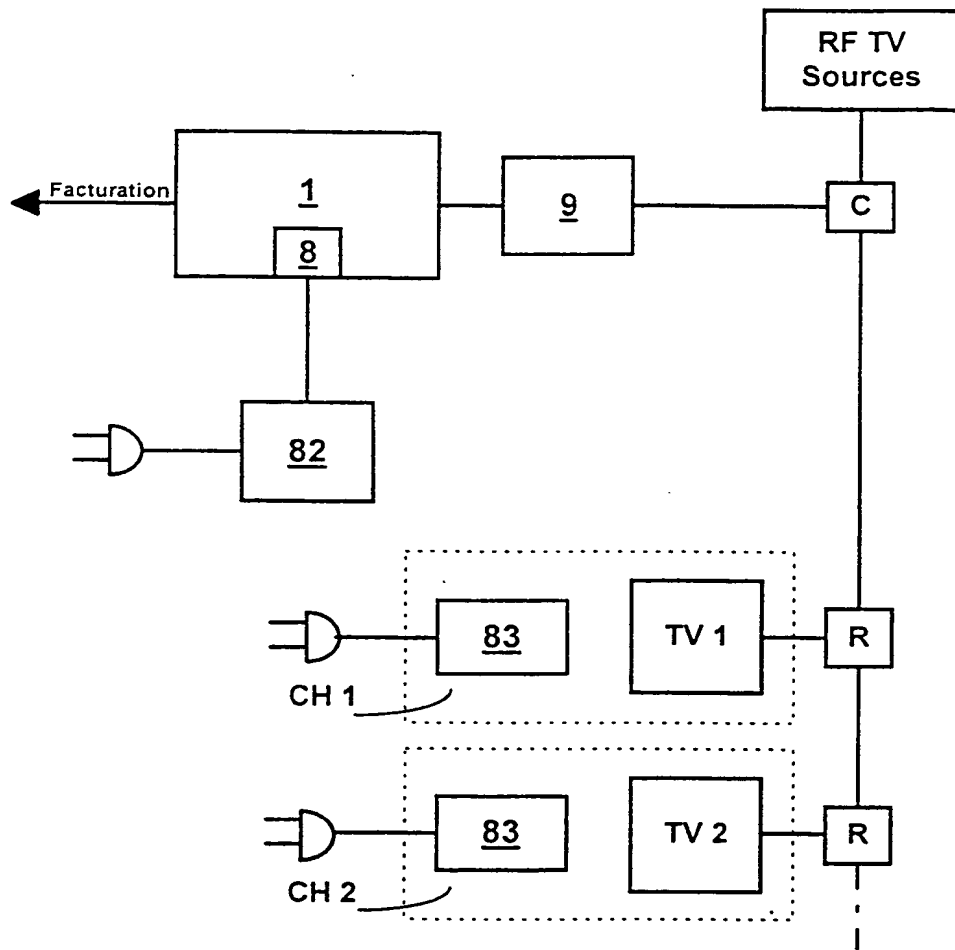 RF TV
Sources
Facturation
1
9
C
8
82
83
TV 1
R
CH 1
83
TV 2
R
CH 2